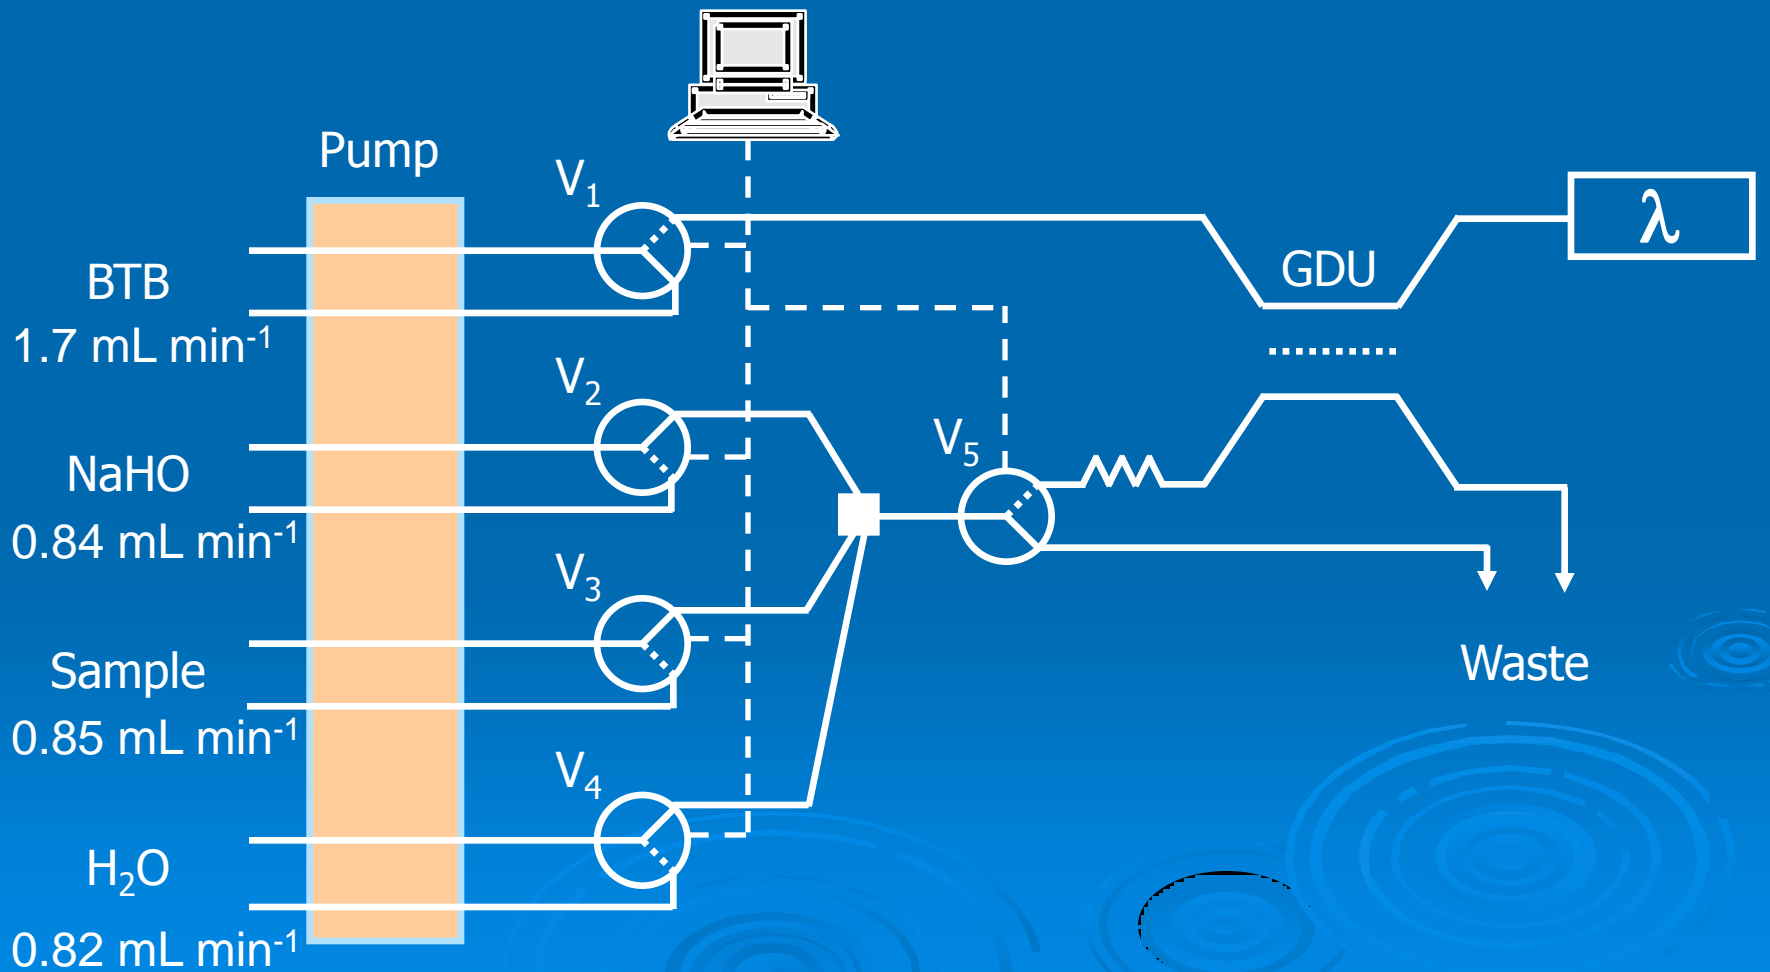 Pump
V₁
λ
BTB
GDU
1.7 mL min⁻¹
V₂
V₅
NaHO
0.84 mL min⁻¹
V₃
Sample
Waste
0.85 mL min⁻¹
V₄
H₂O
0.82 mL min⁻¹